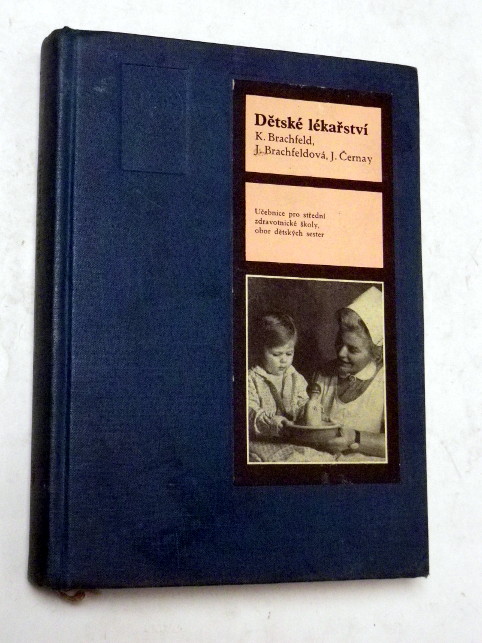 Dětské lékařství
K. Brachfeld,
J. Brachfeldová, J. Černay
Učebnice pro střední
zdravotnické školy,
obor dětských sester